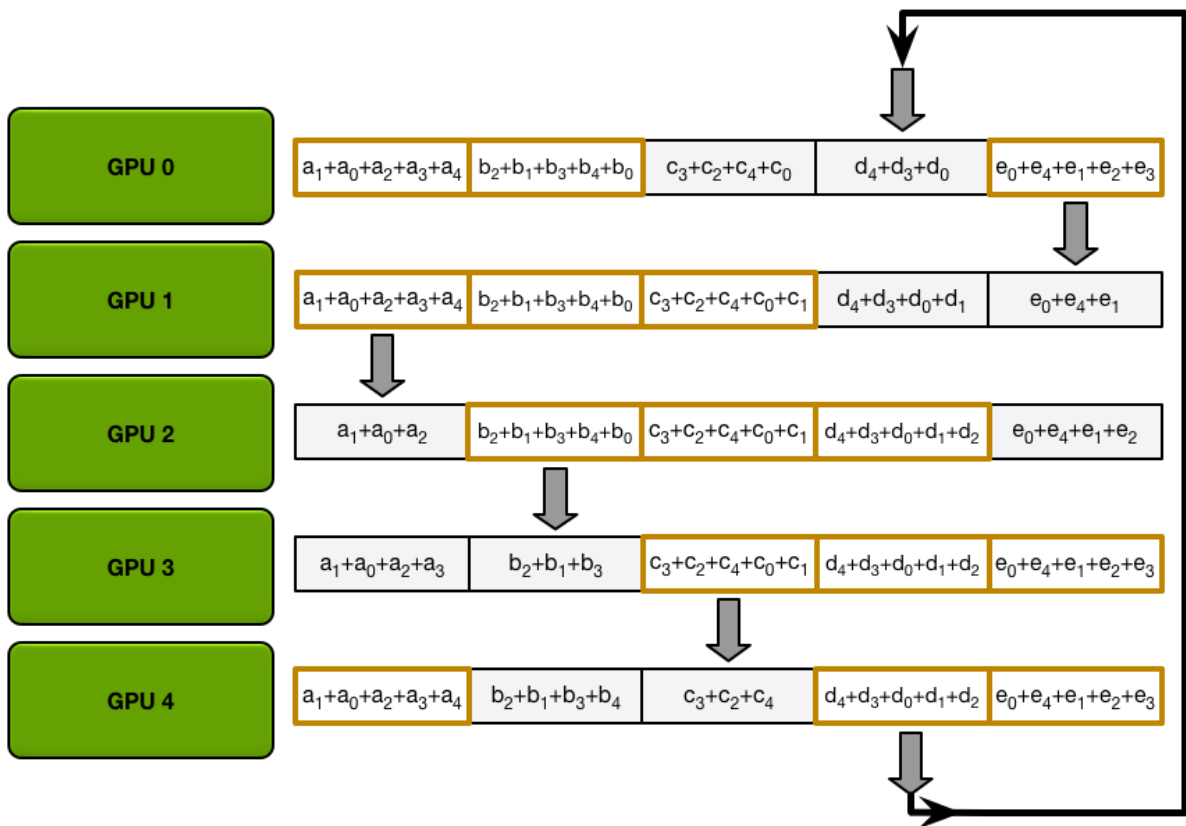 GPU 0 a₁+a₀+a₂+a₃+a₄ b₂+b₁+b₃+b₄+b₀ c₃+c₂+c₄+c₀ d₄+d₃+d₀ e₀+e₄+e₁+e₂+e₃
GPU 1 a₁+a₀+a₂+a₃+a₄ b₂+b₁+b₃+b₄+b₀ c₃+c₂+c₄+c₀+c₁ d₄+d₃+d₀+d₁ e₀+e₄+e₁
GPU 2 a₁+a₀+a₂ b₂+b₁+b₃+b₄+b₀ c₃+c₂+c₄+c₀+c₁ d₄+d₃+d₀+d₁+d₂ e₀+e₄+e₁+e₂
GPU 3 a₁+a₀+a₂+a₃ b₂+b₁+b₃ c₃+c₂+c₄+c₀+c₁ d₄+d₃+d₀+d₁+d₂ e₀+e₄+e₁+e₂+e₃
GPU 4 a₁+a₀+a₂+a₃+a₄ b₂+b₁+b₃+b₄ c₃+c₂+c₄ d₄+d₃+d₀+d₁+d₂ e₀+e₄+e₁+e₂+e₃